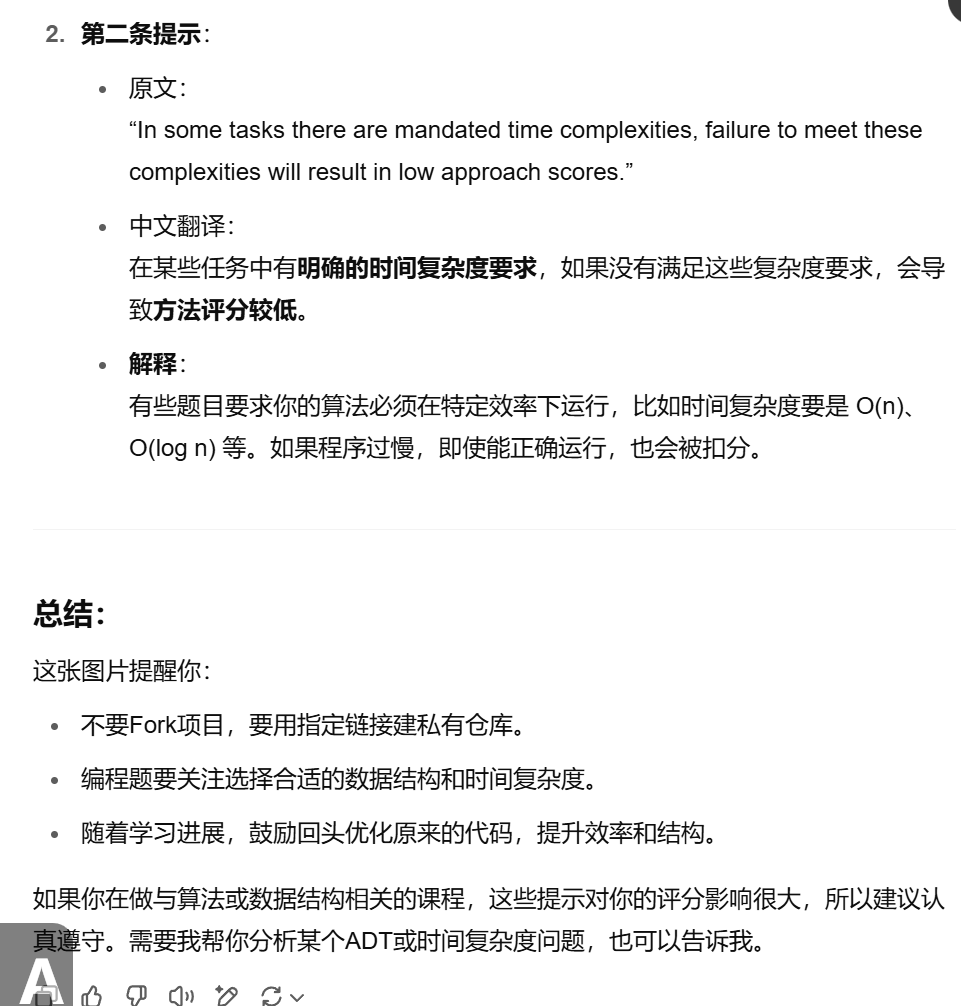 2. 第二条提示：
• 原文：
“In some tasks there are mandated time complexities, failure to meet these
complexities will result in low approach scores.”
• 中文翻译：
在某些任务中有明确的时间复杂度要求，如果没有满足这些复杂度要求，会导
致方法评分较低。
• 解释：
有些题目要求你的算法必须在特定效率下运行，比如时间复杂度要是 O(n)、
O(log n) 等。如果程序过慢，即使能正确运行，也会被扣分。
总结：
这张图片提醒你：
• 不要Fork项目，要用指定链接建私有仓库。
• 编程题要关注选择合适的数据结构和时间复杂度。
• 随着学习进展，鼓励回头优化原来的代码，提升效率和结构。
如果你在做与算法或数据结构相关的课程，这些提示对你的评分影响很大，所以建议认
真遵守。需要我帮你分析某个ADT或时间复杂度问题，也可以告诉我。
A